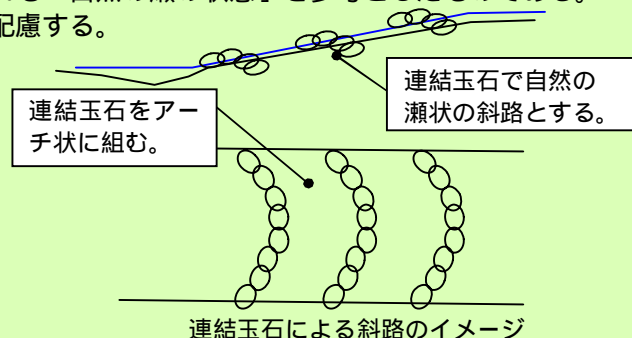 配慮する。
連結玉石で自然の
瀬状の斜路とする。
連結玉石をアー
チ状に組む。
連結玉石による斜路のイメージ